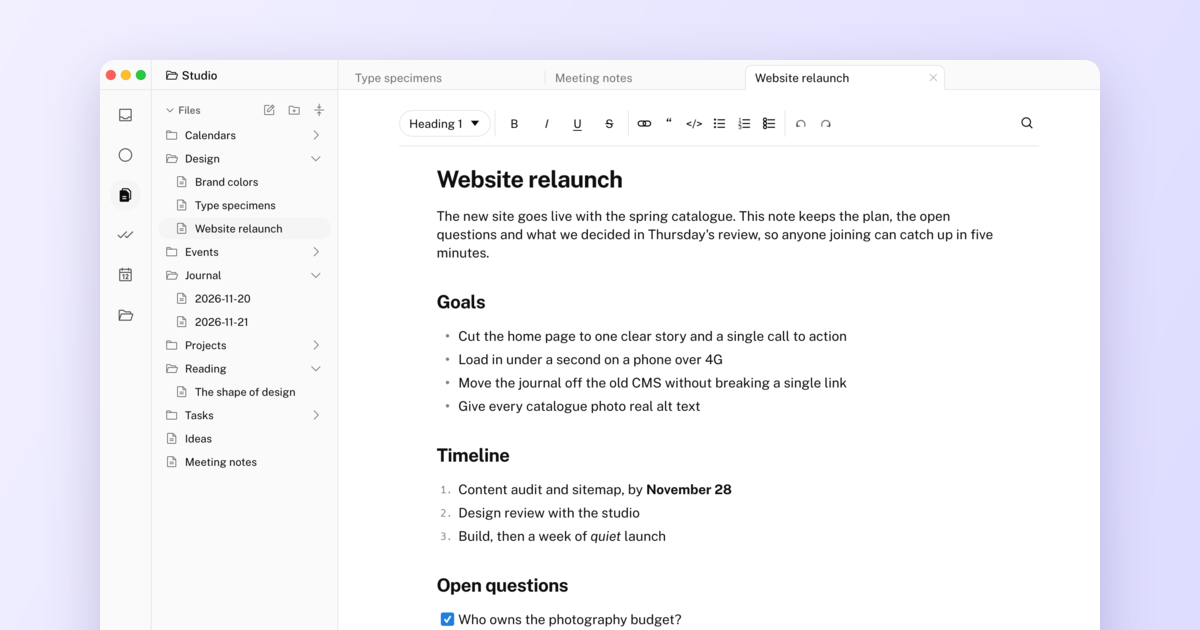 Studio
Type specimens
Meeting notes
Website relaunch
Files
Calendars
Design
Brand colors
Type specimens
Website relaunch
Events
Journal
2026-11-20
2026-11-21
Projects
Reading
The shape of design
Tasks
Ideas
Meeting notes
12
Heading 1
B I U S “ </>
Website relaunch
The new site goes live with the spring catalogue. This note keeps the plan, the open
questions and what we decided in Thursday's review, so anyone joining can catch up in five
minutes.
Goals
• Cut the home page to one clear story and a single call to action
• Load in under a second on a phone over 4G
• Move the journal off the old CMS without breaking a single link
• Give every catalogue photo real alt text
Timeline
1. Content audit and sitemap, by November 28
2. Design review with the studio
3. Build, then a week of quiet launch
Open questions
Who owns the photography budget?